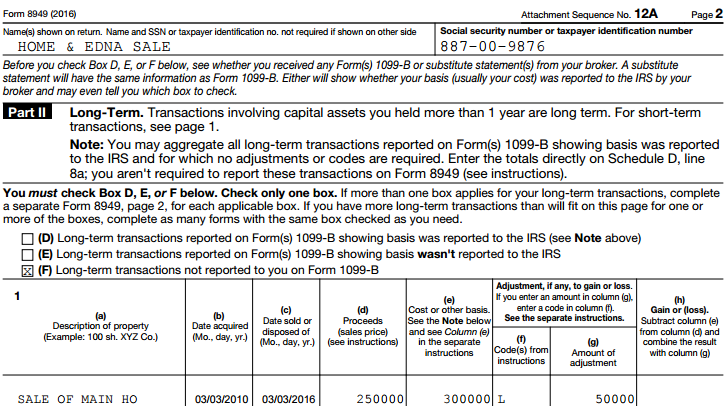 Form 8949 (2016) Attachment Sequence No. 12A Page 2
Name(s) shown on return. Name and SSN or taxpayer identification no. not required if shown on other side
Social security number or taxpayer identification number
HOME & EDNA SALE
887-00-9876
Before you check Box D, E, or F below, see whether you received any Form(s) 1099-B or substitute statement(s) from your broker. A substitute
statement will have the same information as Form 1099-B. Either will show whether your basis (usually your cost) was reported to the IRS by your
broker and may even tell you which box to check.
Part II Long-Term. Transactions involving capital assets you held more than 1 year are long term. For short-term
transactions, see page 1.
Note: You may aggregate all long-term transactions reported on Form(s) 1099-B showing basis was reported
to the IRS and for which no adjustments or codes are required. Enter the totals directly on Schedule D, line
8a; you aren't required to report these transactions on Form 8949 (see instructions).
You must check Box D, E, or F below. Check only one box. If more than one box applies for your long-term transactions, complete
a separate Form 8949, page 2, for each applicable box. If you have more long-term transactions than will fit on this page for one or
more of the boxes, complete as many forms with the same box checked as you need.
☐ (D) Long-term transactions reported on Form(s) 1099-B showing basis was reported to the IRS (see Note above)
☐ (E) Long-term transactions reported on Form(s) 1099-B showing basis wasn't reported to the IRS
☒ (F) Long-term transactions not reported to you on Form 1099-B
1
(a)
Description of property
(Example: 100 sh. XYZ Co.)
(b)
Date acquired
(Mo., day, yr.)
(c)
Date sold or
disposed of
(Mo., day, yr.)
(d)
Proceeds
(sales price)
(see instructions)
(e)
Cost or other basis.
See the Note below
and see Column (e)
in the separate
instructions
Adjustment, if any, to gain or loss.
If you enter an amount in column (g),
enter a code in column (f).
See the separate instructions.
(f)
Code(s) from
instructions
(g)
Amount of
adjustment
(h)
Gain or (loss).
Subtract column (e)
from column (d) and
combine the result
with column (g)
SALE OF MAIN HO 03/03/2010 03/03/2016 250000 300000 L 50000